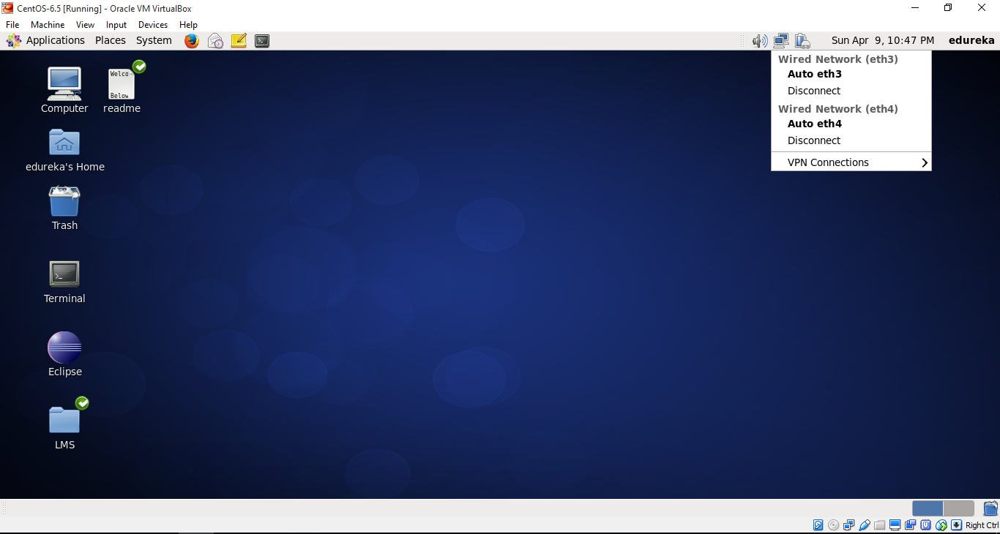 CentOS-6.5 [Running] - Oracle VM VirtualBox
File Machine View Input Devices Help
Applications Places System Sun Apr 9, 10:47 PM edureka
Wired Network (eth3)
Auto eth3
Disconnect
Wired Network (eth4)
Auto eth4
Disconnect
VPN Connections
Welco
Below
Computer readme
edureka's Home
Trash
Terminal
Eclipse
LMS
Right Ctrl